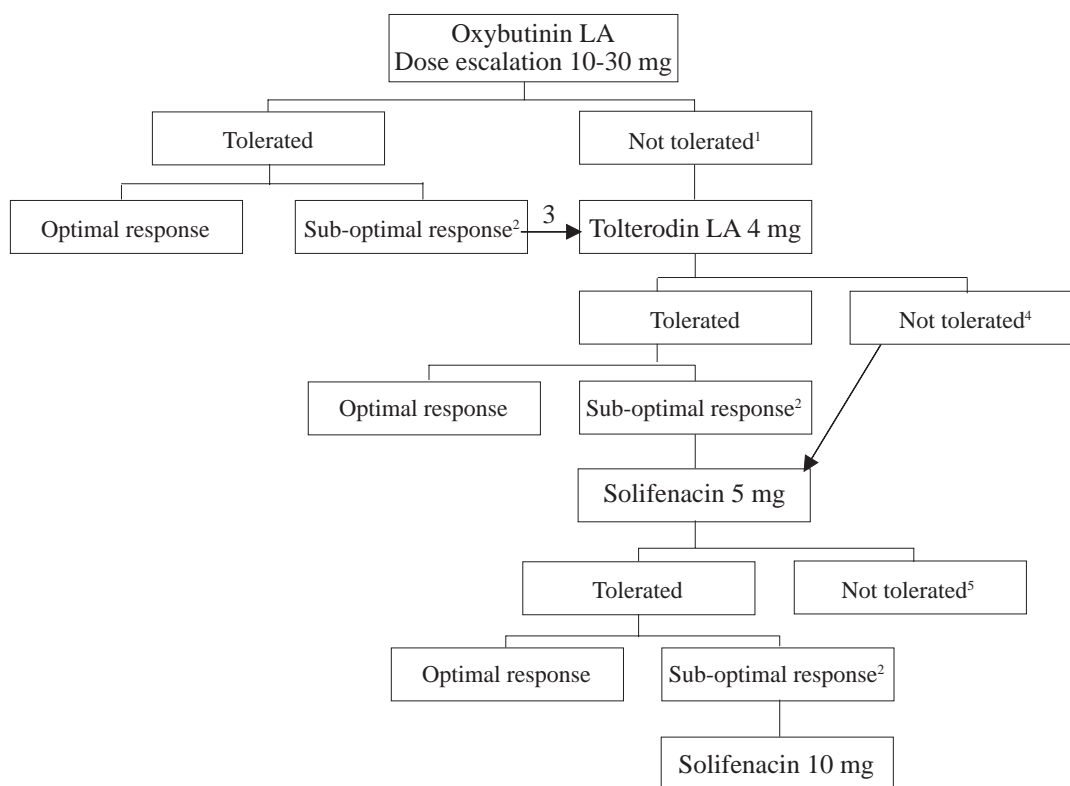 Oxybutinin LA
Dose escalation 10-30 mg
Tolerated
Not tolerated¹
Optimal response
Sub-optimal response²
3
Tolterodin LA 4 mg
Tolerated
Not tolerated⁴
Optimal response
Sub-optimal response²
Solifenacin 5 mg
Tolerated
Not tolerated⁵
Optimal response
Sub-optimal response²
Solifenacin 10 mg